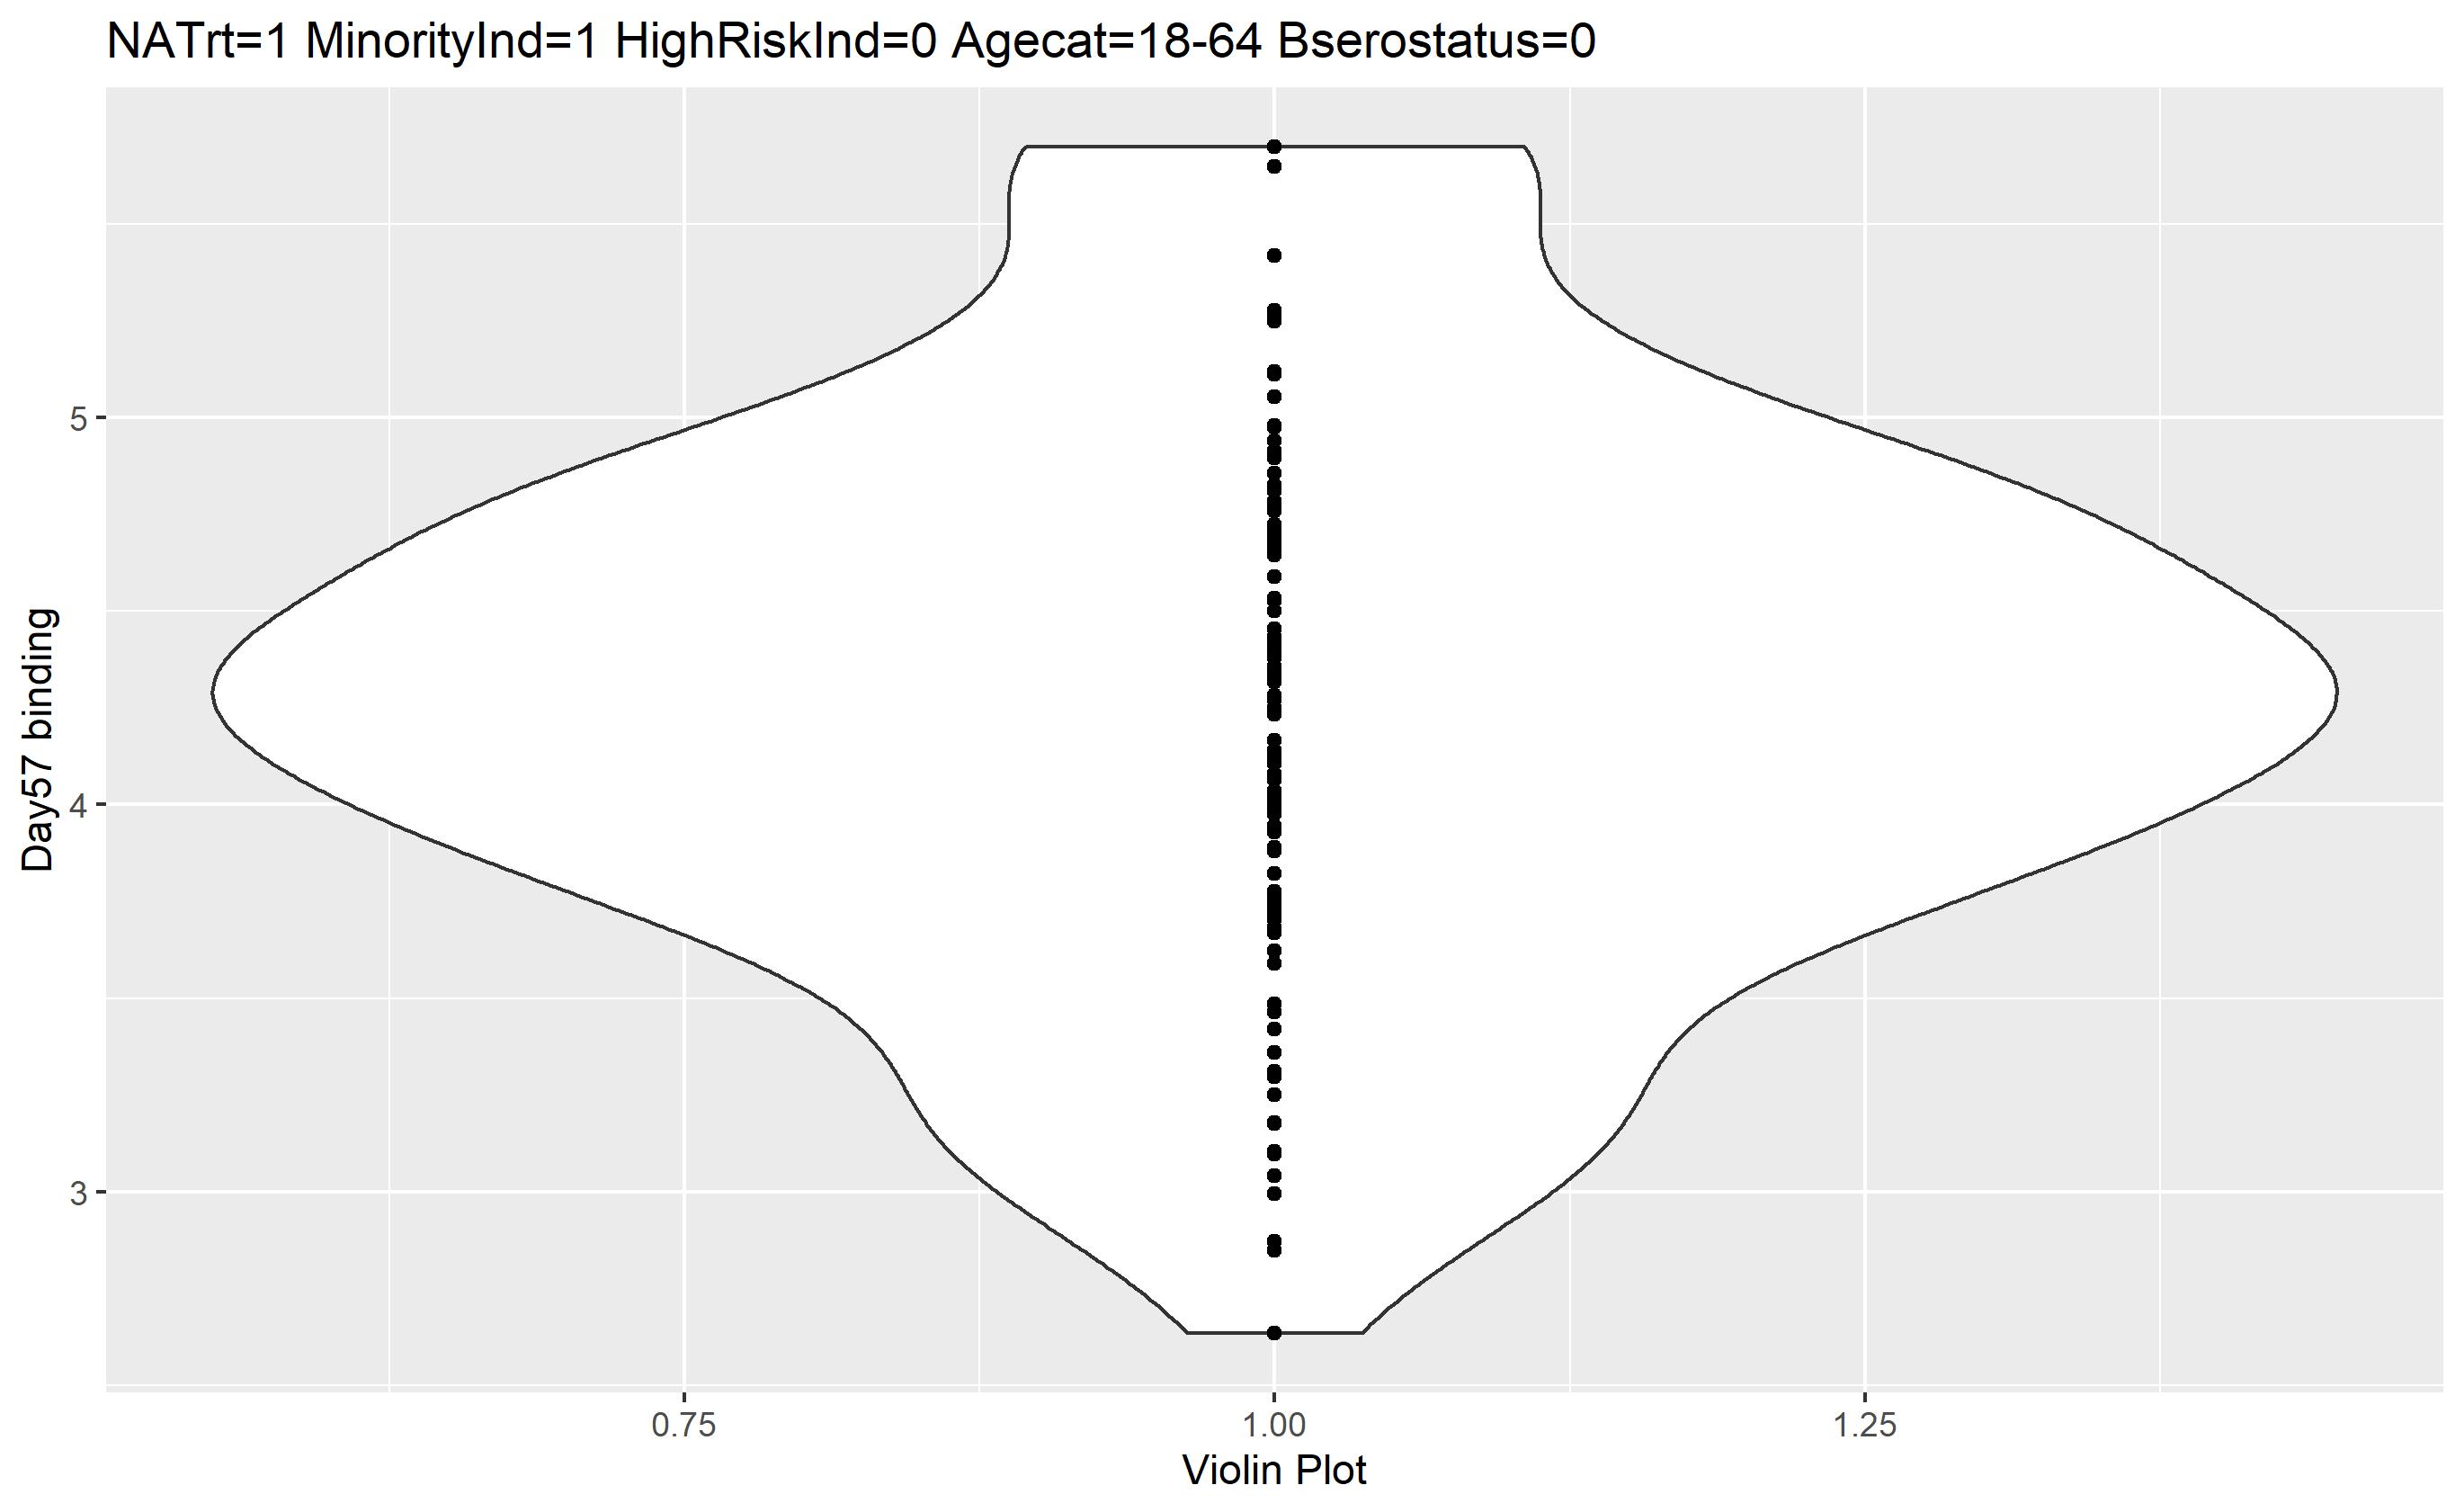 NATrt=1 MinorityInd=1 HighRiskInd=0 Agecat=18-64 Bserostatus=0
Day57 binding
5
4
3
0.75 1.00 1.25
Violin Plot